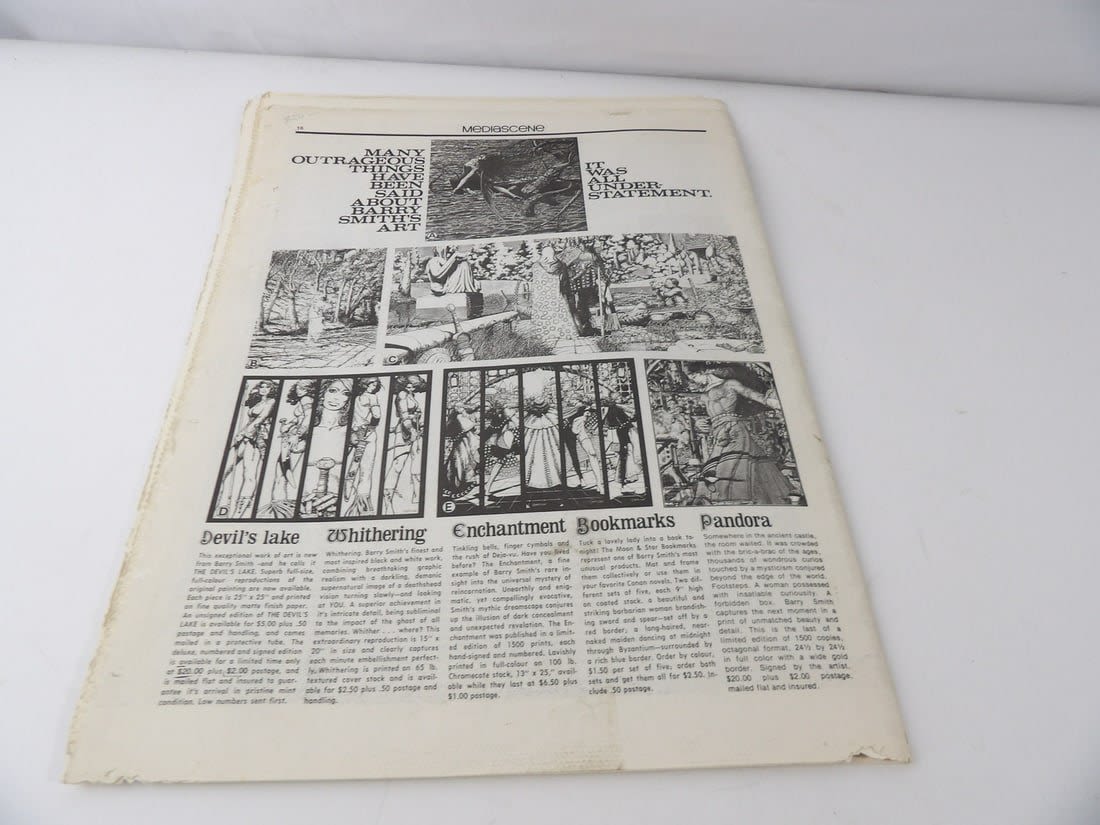 16
MEDIASCENE
MANY
OUTRAGEOUS
THINGS
HAVE
BEEN
SAID
ABOUT
BARRY
SMITH'S
ART
IT
WAS
ALL
UNDER-
STATEMENT.
A
B
C
D
E
Devil's lake
This exceptional work of art is new
from Barry Smith -and he calls it
THE DEVIL'S LAKE. Superb full-size,
full-colour reproductions of the
original painting are now available.
Each piece is 25" x 25" and printed
on fine quality matte finish paper.
An unsigned edition of THE DEVIL'S
LAKE is available for $5.00 plus .50
postage and handling, and comes
mailed in a protective tube. The
deluxe, numbered and signed edition
is available for a limited time only
at $20.00 plus $2.00 postage, and
is mailed flat and insured to guar-
antee it's arrival in pristine mint
condition. Low numbers sent first.
Whithering
Whithering. Barry Smith's finest and
most inspired black and white work,
combining breathtaking graphic
realism with a darkling, demonic
supernatural image of a deathshead
vision turning slowly—and looking
at YOU. A superior achievement in
it's intricate detail, being subliminal
to the impact of the ghost of all
memories. Whither . . . where? This
extraordinary reproduction is 15" x
20" in size and clearly captures
each minute embellishment perfect-
ly. Whithering is printed on 65 lb.
textured cover stock and is avail-
able for $2.50 plus .50 postage and
handling.
Enchantment
Tinkling bells, finger cymbals and
the rush of Deja-vu. Have you lived
before? The Enchantment, a fine
example of Barry Smith's rare in-
sight into the universal mystery of
reincarnation. Unearthly and enig-
matic, yet compellingly evocative,
Smith's mythic dreamscape conjures
up the illusion of dark concealment
and unexpected revelation. The En-
chantment was published in a limit-
ed edition of 1500 prints, each
hand-signed and numbered. Lavishly
printed in full-colour on 100 lb.
Chromecote stock, 13" x 25," avail-
able while they last at $6.50 plus
$1.00 postage.
Bookmarks
Tuck a lovely lady into a book to-
night! The Moon & Star Bookmarks
represent one of Barry Smith's most
unusual products. Mat and frame
them collectively or use them in
your favorite Conan novels. Two dif-
ferent sets of five, each 9" high
on coated stock. a beautiful and
striking barbarian woman brandish-
ing sword and spear—set off by a
red border; a long-haired, near-
naked maiden dancing at midnight
through Byzantium—surrounded by
a rich blue border. Order by colour,
$1.50 per set of five; order both
sets and get them all for $2.50. In-
clude .50 postage.
Pandora
Somewhere in the ancient castle,
the room waited. It was crowded
with the bric-a-brac of the ages,
thousands of wondrous curios
touched by a mysticism conjured
beyond the edge of the world.
Footsteps. A woman possessed
with insatiable curiousity. A
forbidden box. Barry Smith
captures the next moment in a
print of unmatched beauty and
detail. This is the last of a
limited edition of 1500 copies,
octagonal format, 24½ by 24½
in full color with a wide gold
border. Signed by the artist.
$20.00 plus $2.00 postage.
mailed flat and insured.